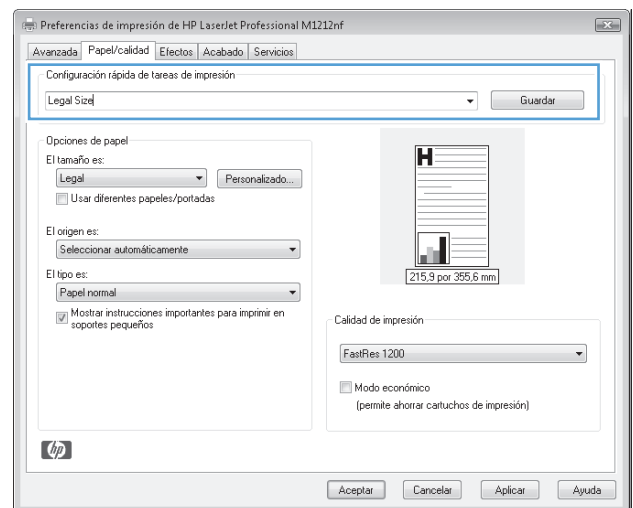 Preferencias de impresión de HP LaserJet Professional M1212nf
Avanzada Papel/calidad Efectos Acabado Servicios
Configuración rápida de tareas de impresión
Legal Size Guardar
Opciones de papel
El tamaño es:
Legal Personalizado...
Usar diferentes papeles/portadas
El origen es:
Seleccionar automáticamente
El tipo es:
Papel normal
Mostrar instrucciones importantes para imprimir en
soportes pequeños
H
215,9 por 355,6 mm
Calidad de impresión
FastRes 1200
Modo económico
(permite ahorrar cartuchos de impresión)
hp
Aceptar Cancelar Aplicar Ayuda